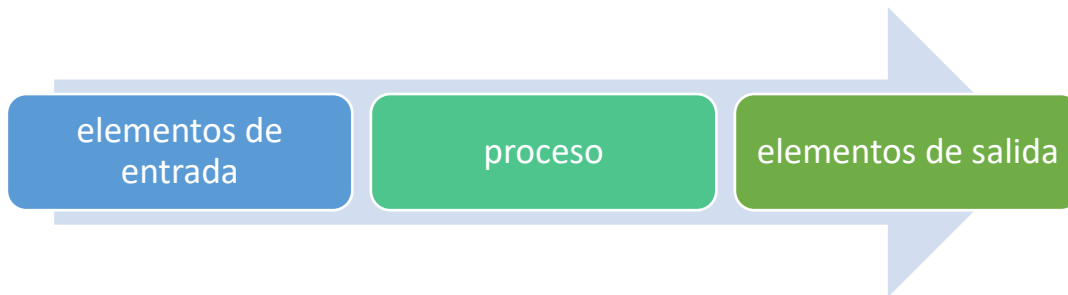 elementos de
entrada
proceso
elementos de salida